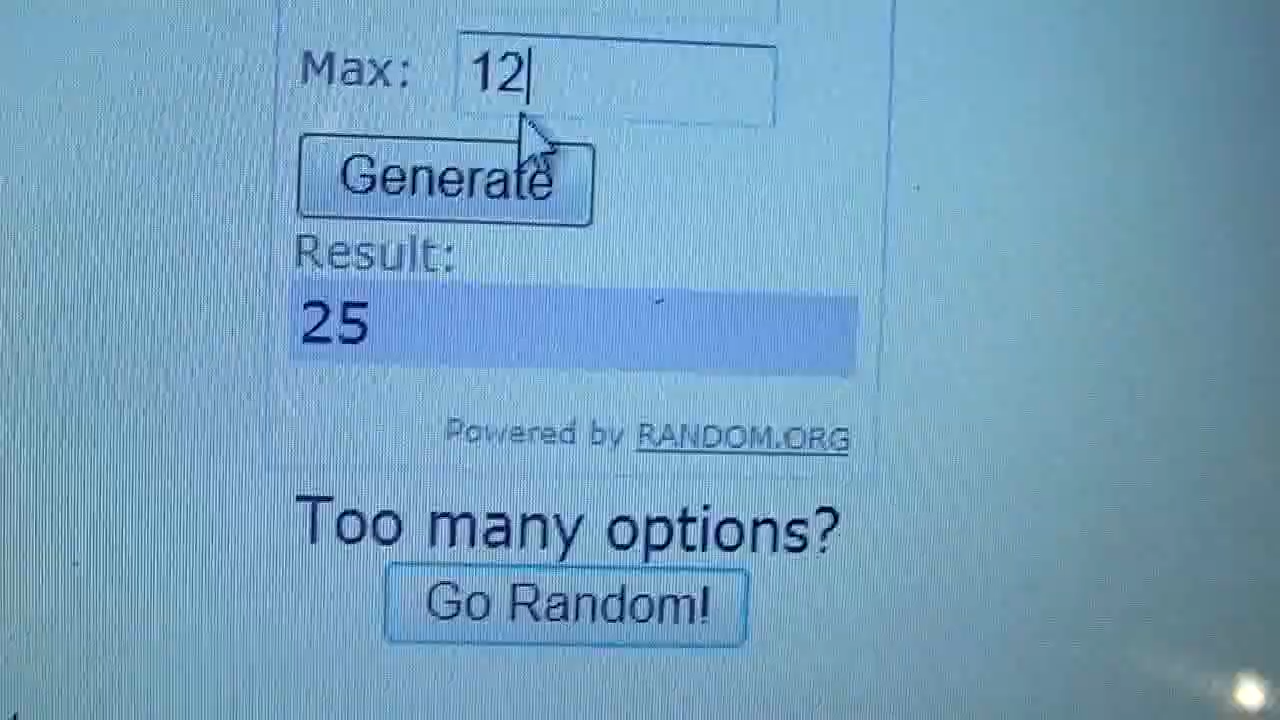 Max: 12
Generate
Result:
25
Powered by RANDOM.ORG
Too many options?
Go Random!